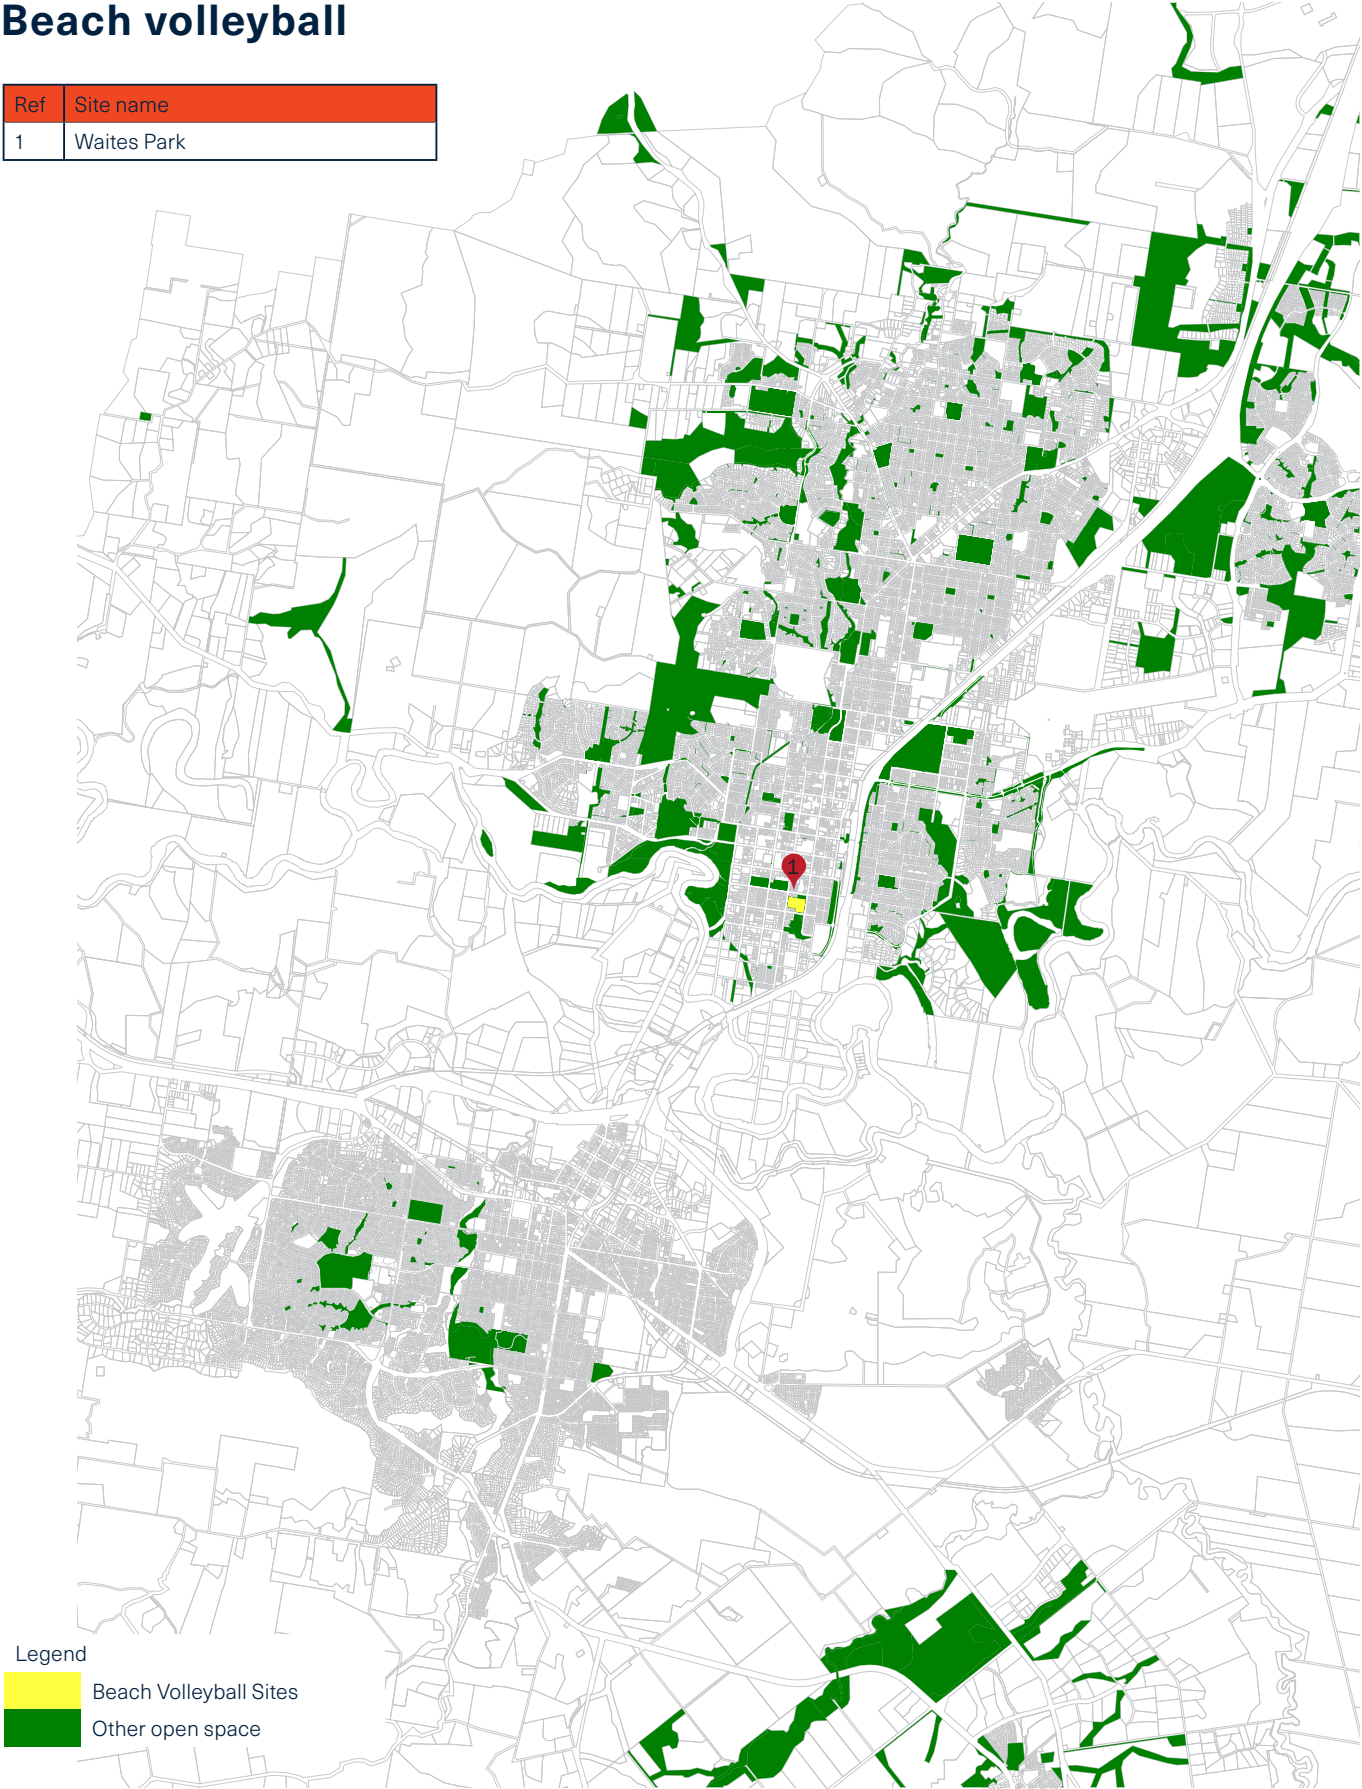 Beach volleyball
Ref Site name
1 Waites Park
1
Legend
Beach Volleyball Sites
Other open space